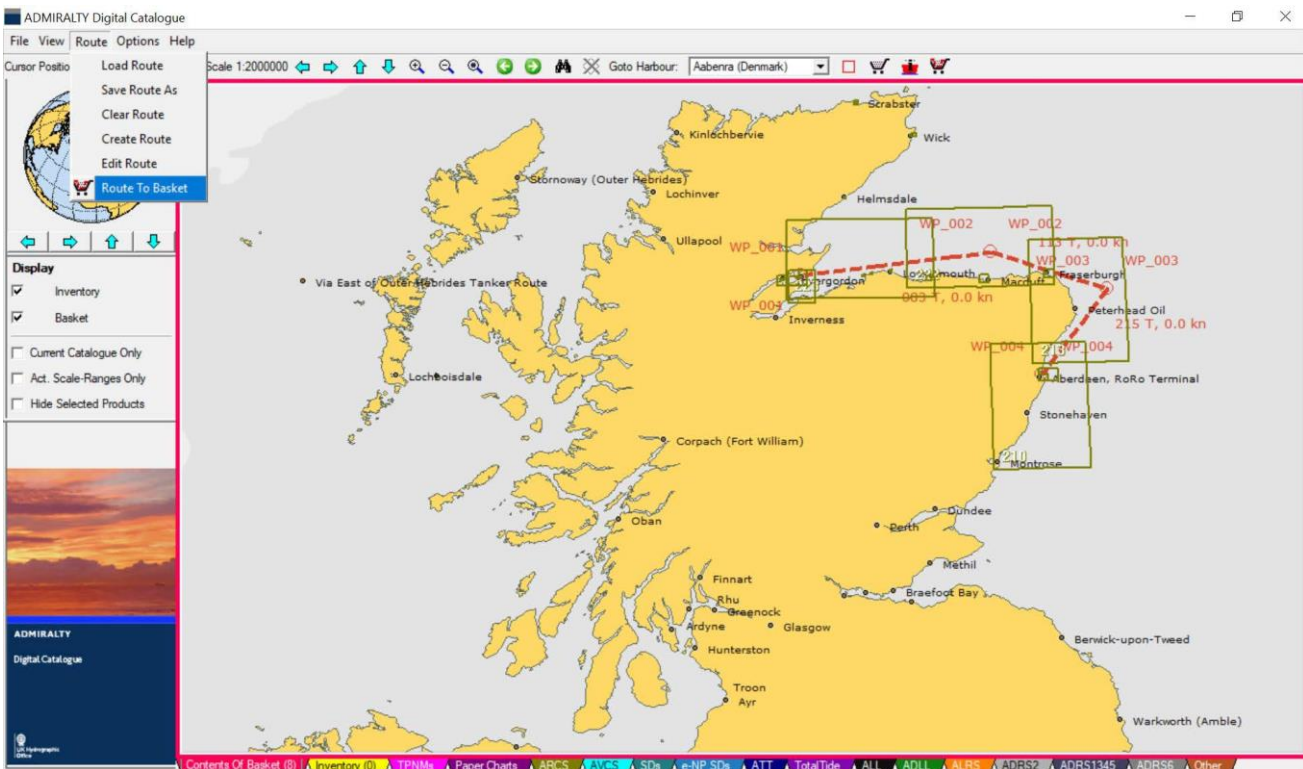 ADMIRALTY Digital Catalogue
File View Route Options Help
Cursor Positio
Scale 1:2000000
Goto Harbour: Aabenra (Denmark)
Load Route
Save Route As
Clear Route
Create Route
Edit Route
Route To Basket
Display
Inventory
Basket
Current Catalogue Only
Act. Scale-Ranges Only
Hide Selected Products
ADMIRALTY
Digital Catalogue
UK Hydrographic
Office
Scrabster
Kinlochbervie
Wick
Stornoway (Outer Hebrides)
Lochinver
Helmsdale
WP_002 WP_002
Ullapool
WP_001
113 T, 0.0 kn
WP_003 WP_003
Via East of Outer Hebrides Tanker Route
Macduff
Fraserburgh
WP_001
083 T, 0.0 kn
Inverness
Peterhead Oil
215 T, 0.0 kn
WP_004 WP_004
Lochboisdale
Aberdeen, RoRo Terminal
Stonehaven
Corpach (Fort William)
210
Montrose
Dundee
Oban
Perth
Methil
Finnart
Braefoot Bay
Rhu
Greenock
Ardyne
Glasgow
Hunterston
Berwick-upon-Tweed
Troon
Ayr
Warkworth (Amble)
Contents Of Basket (8) Inventory (0) TPNMs Paper Charts ARCS AVCS SDs e-NP SDs ATT TotalTide ALL ADLL ALRS ADRS2 ADRS1345 ADRS6 Other